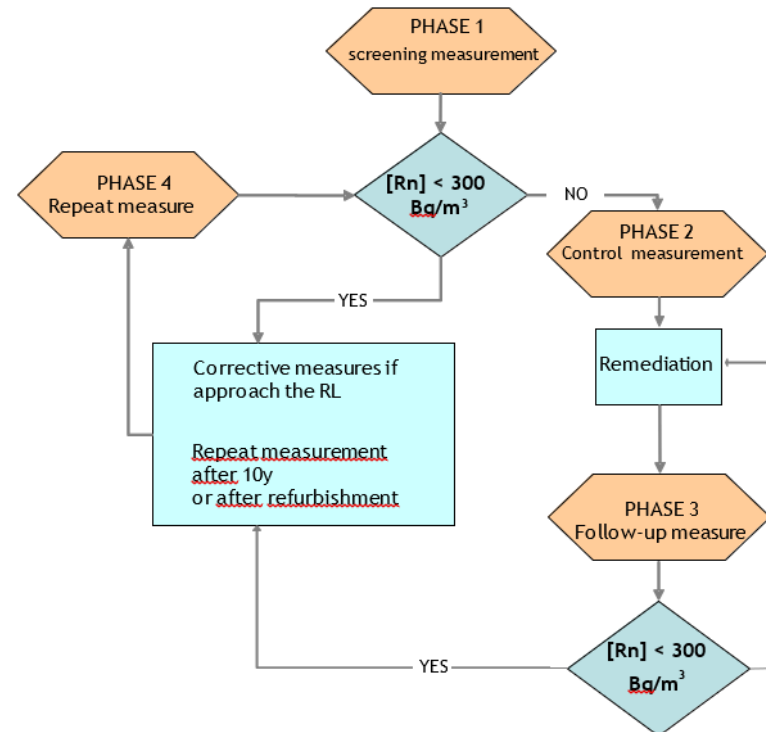 PHASE 1
screening measurement
[Rn] < 300
Bq/m³
NO
PHASE 4
Repeat measure
PHASE 2
Control measurement
YES
Corrective measures if
approach the RL
Repeat measurement
after 10y
or after refurbishment
Remediation
PHASE 3
Follow-up measure
[Rn] < 300
Bq/m³
YES